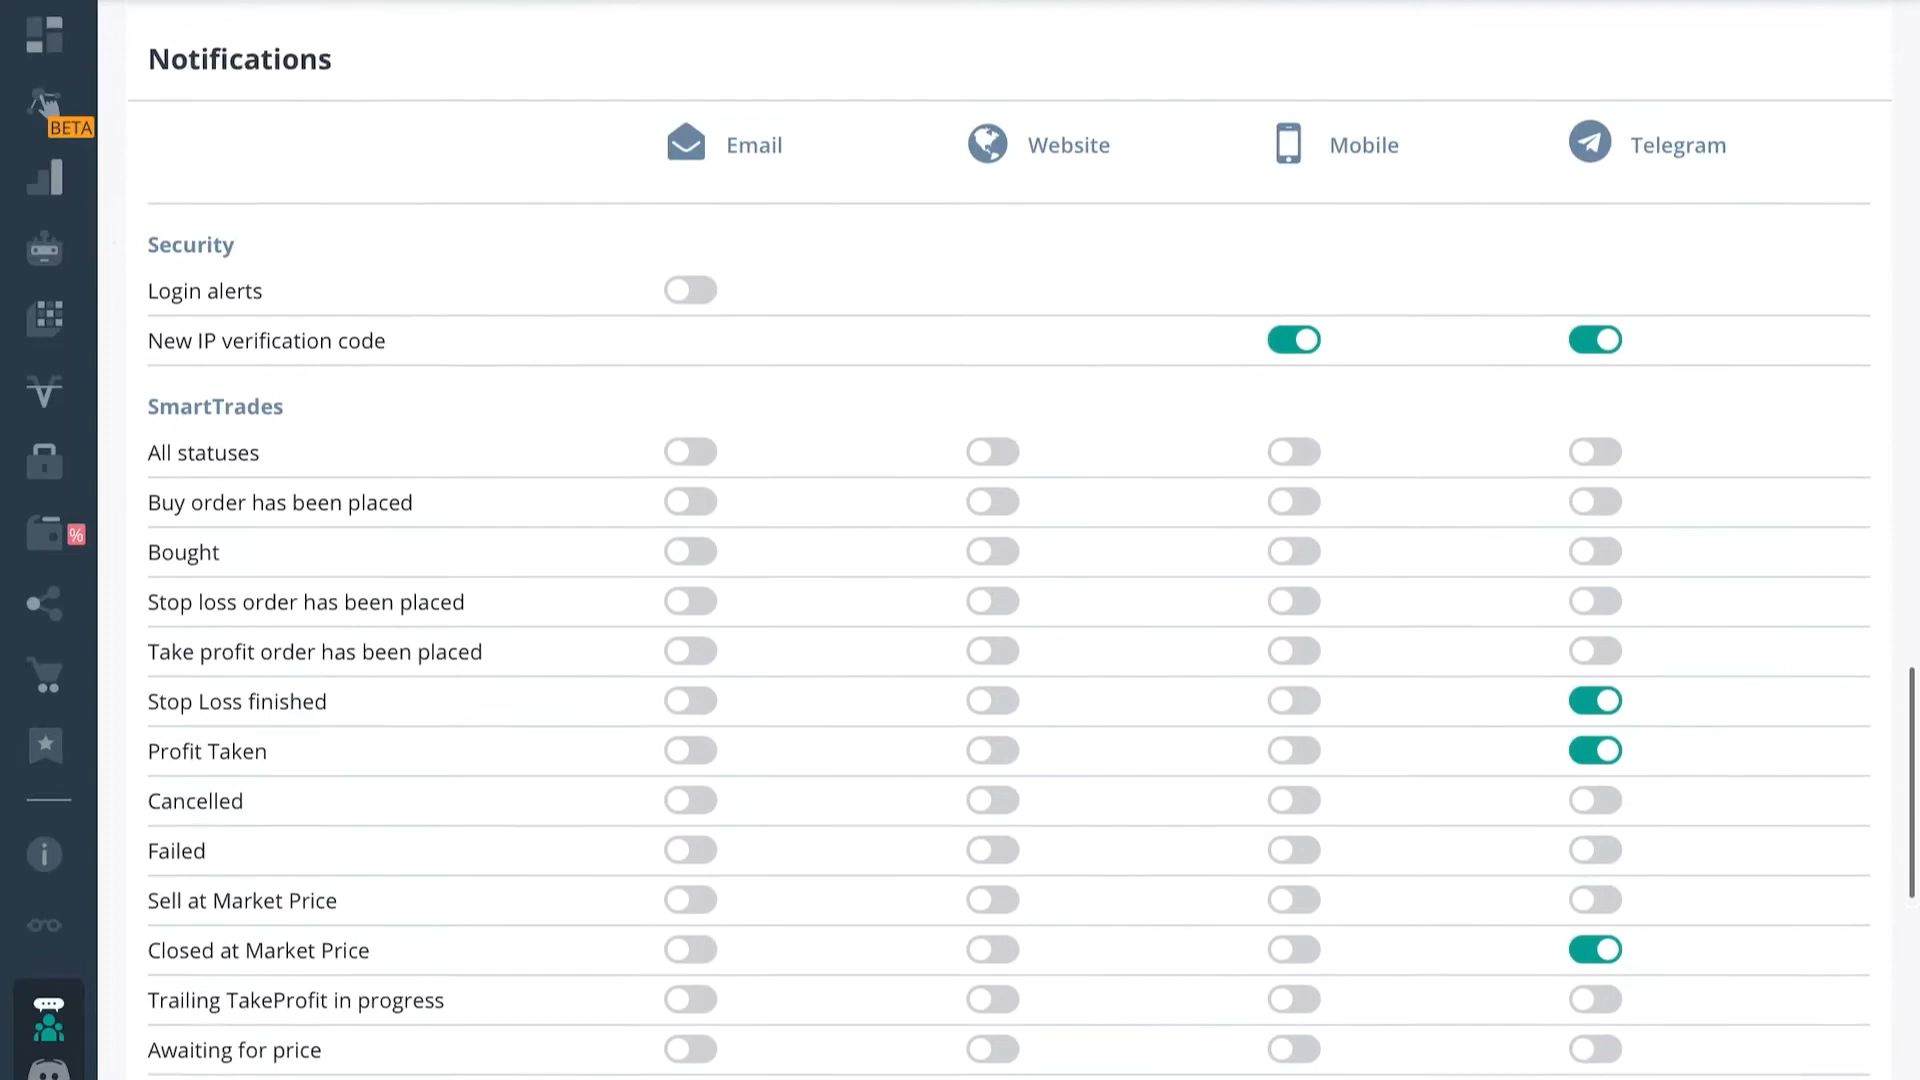 Notifications
BETA
Email Website Mobile Telegram
Security
Login alerts
New IP verification code
SmartTrades
All statuses
Buy order has been placed
%
Bought
Stop loss order has been placed
Take profit order has been placed
Stop Loss finished
Profit Taken
Cancelled
Failed
Sell at Market Price
Closed at Market Price
Trailing TakeProfit in progress
Awaiting for price